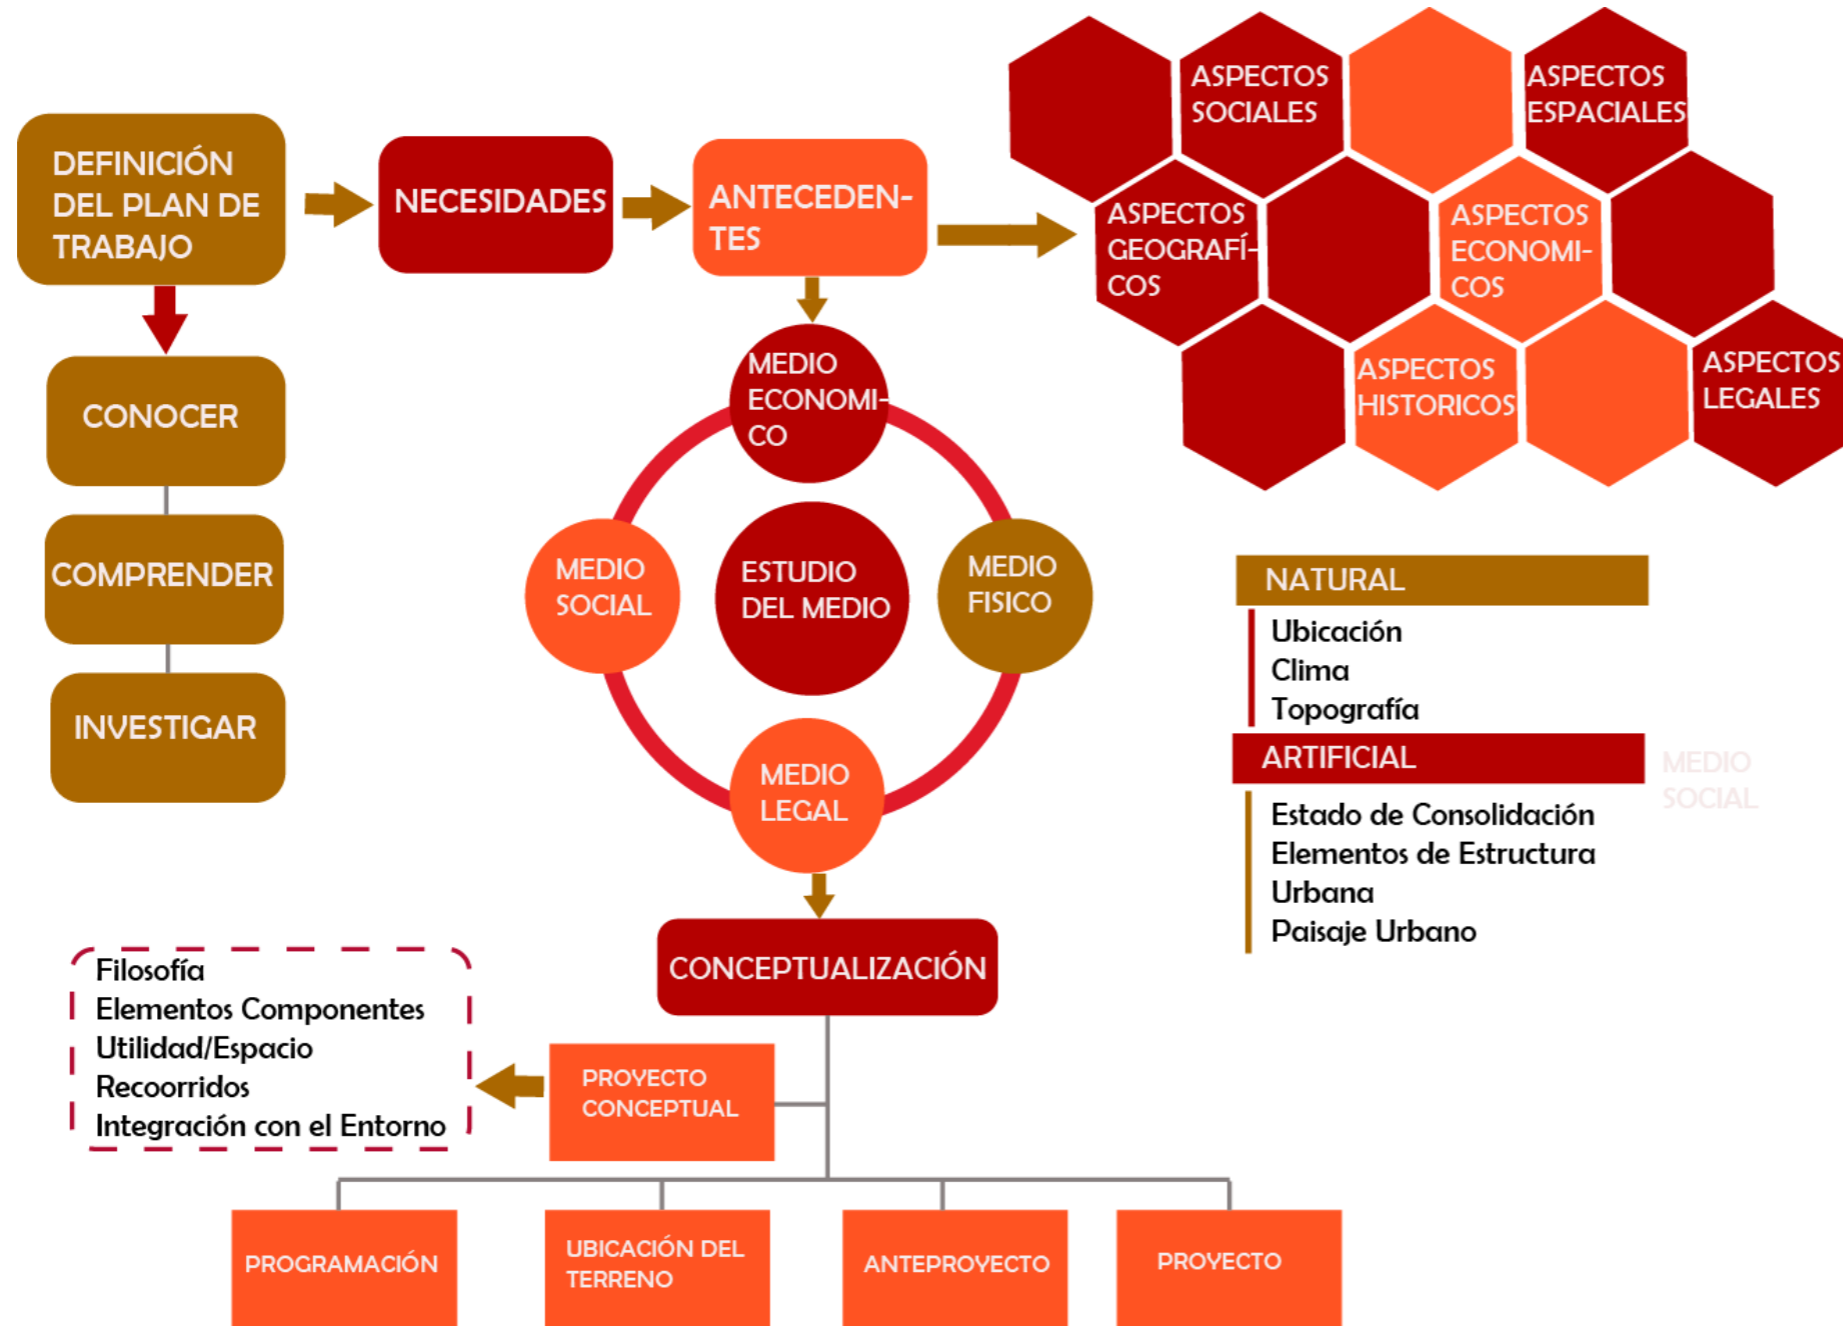 DEFINICIÓN
DEL PLAN DE
TRABAJO
NECESIDADES
ANTECEDEN-
TES
ASPECTOS
SOCIALES
ASPECTOS
ESPACIALES
ASPECTOS
GEOGRAFÍ-
COS
ASPECTOS
ECONOMI-
COS
ASPECTOS
HISTORICOS
ASPECTOS
LEGALES
CONOCER
COMPRENDER
INVESTIGAR
MEDIO
ECONOMI-
CO
MEDIO
SOCIAL
ESTUDIO
DEL MEDIO
MEDIO
FISICO
MEDIO
LEGAL
NATURAL
Ubicación
Clima
Topografía
ARTIFICIAL
Estado de Consolidación
Elementos de Estructura
Urbana
Paisaje Urbano
MEDIO
SOCIAL
CONCEPTUALIZACIÓN
PROYECTO
CONCEPTUAL
Filosofía
Elementos Componentes
Utilidad/Espacio
Recoorridos
Integración con el Entorno
PROGRAMACIÓN
UBICACIÓN DEL
TERRENO
ANTEPROYECTO
PROYECTO